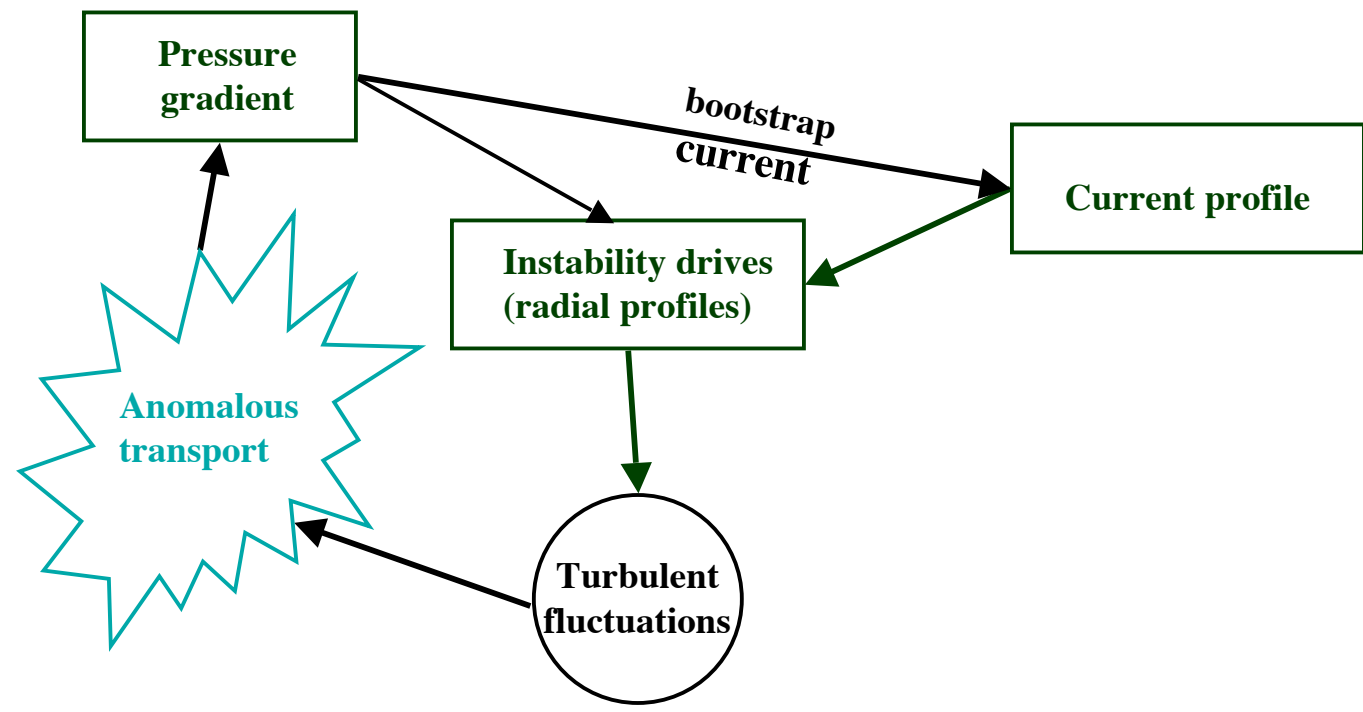 Pressure
gradient
bootstrap
current
Current profile
Instability drives
(radial profiles)
Anomalous
transport
Turbulent
fluctuations